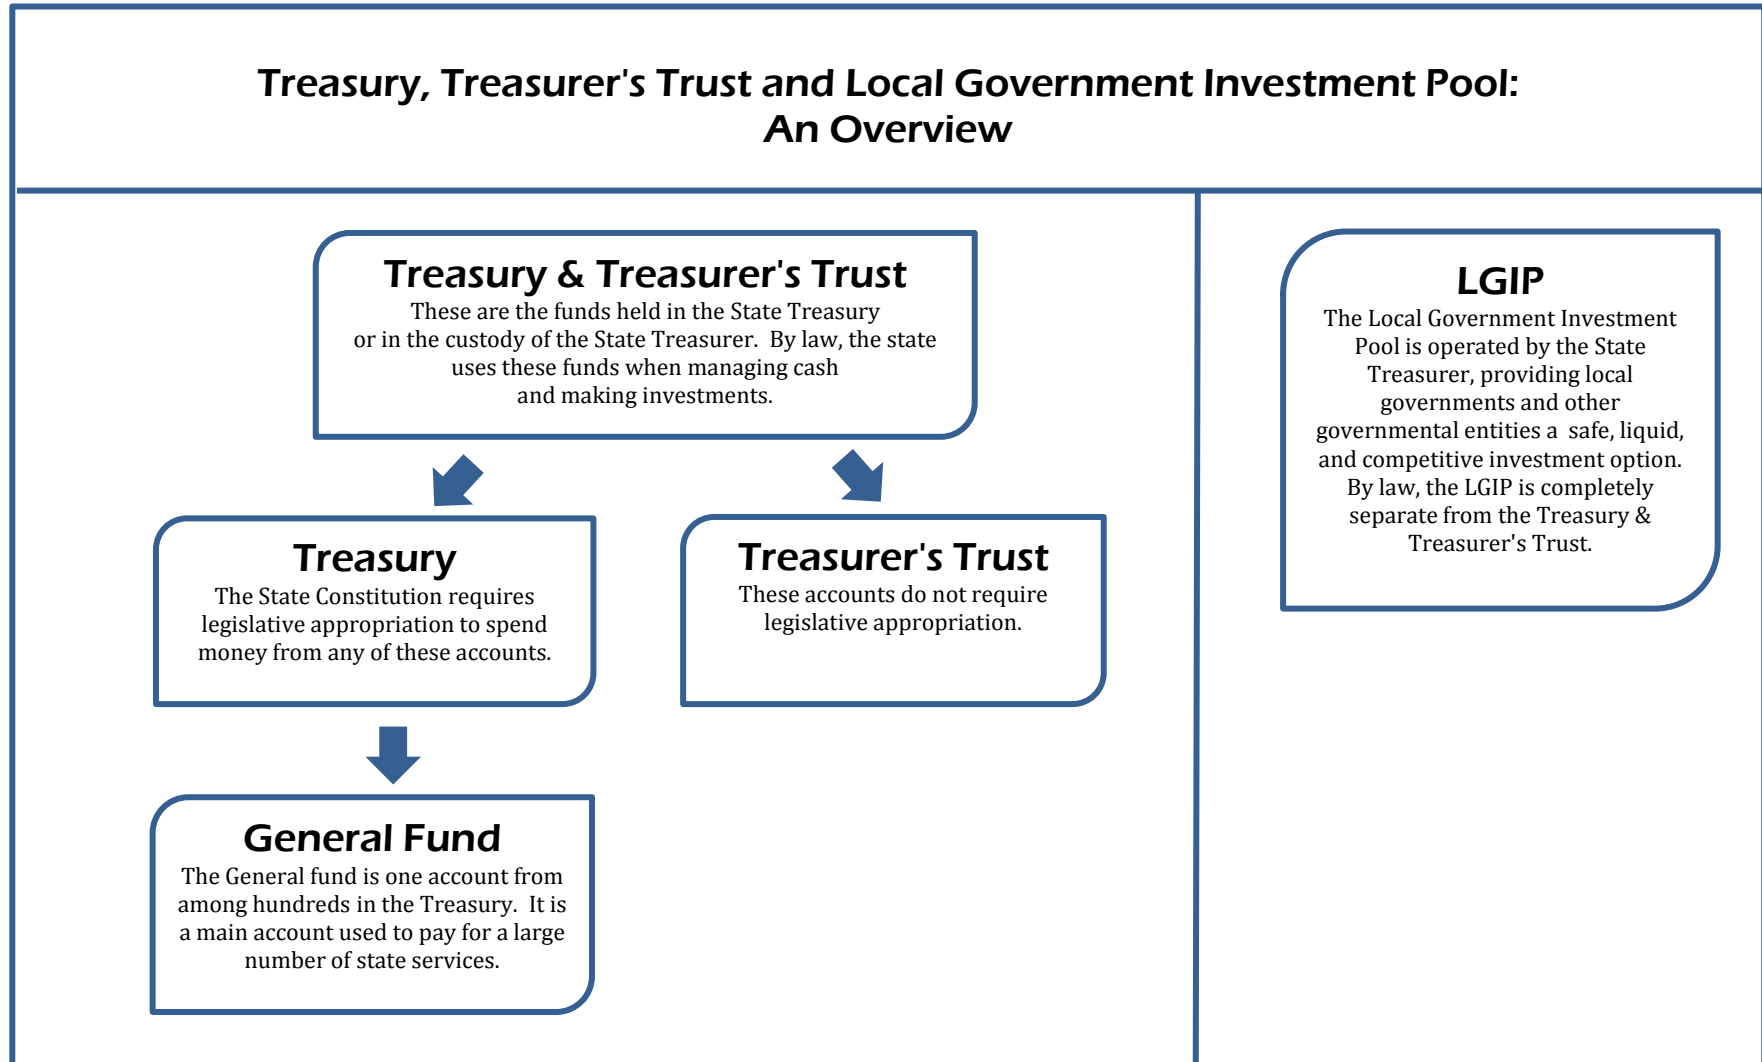 Treasury, Treasurer's Trust and Local Government Investment Pool:
An Overview
Treasury & Treasurer's Trust
These are the funds held in the State Treasury
or in the custody of the State Treasurer.  By law, the state
uses these funds when managing cash
and making investments.
Treasury
The State Constitution requires
legislative appropriation to spend
money from any of these accounts.
Treasurer's Trust
These accounts do not require
legislative appropriation.
General Fund
The General fund is one account from
among hundreds in the Treasury.  It is
a main account used to pay for a large
number of state services.
LGIP
The Local Government Investment
Pool is operated by the State
Treasurer, providing local
governments and other
governmental entities a  safe, liquid,
and competitive investment option.
By law, the LGIP is completely
separate from the Treasury &
Treasurer's Trust.